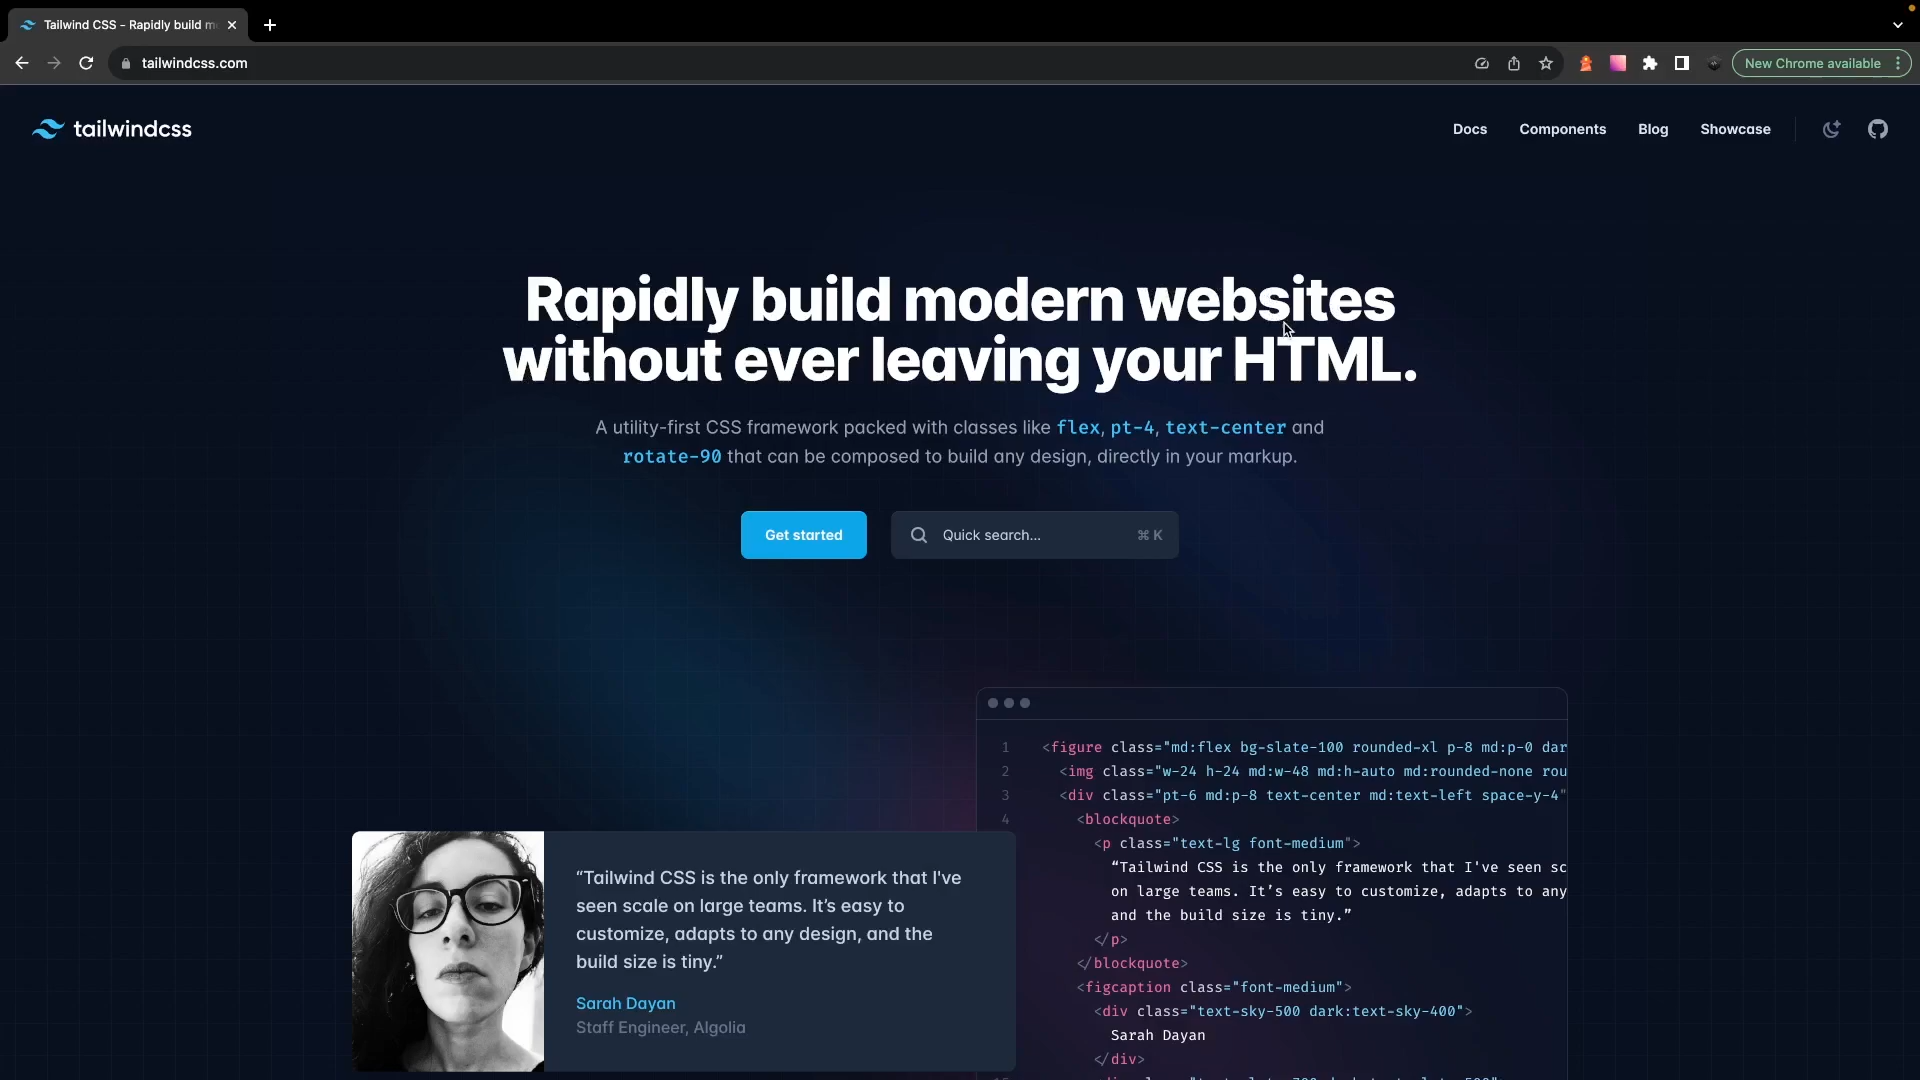 Tailwind CSS - Rapidly build m
tailwindcss.com
New Chrome available
tailwindcss
Docs
Components
Blog
Showcase
Rapidly build modern websites
without ever leaving your HTML.
A utility-first CSS framework packed with classes like flex, pt-4, text-center and
rotate-90 that can be composed to build any design, directly in your markup.
Get started
Quick search...
⌘ K
1 <figure class="md:flex bg-slate-100 rounded-xl p-8 md:p-0 dar
2 <img class="w-24 h-24 md:w-48 md:h-auto md:rounded-none rou
3 <div class="pt-6 md:p-8 text-center md:text-left space-y-4"
4 <blockquote>
<p class="text-lg font-medium">
“Tailwind CSS is the only framework that I've seen sc
on large teams. It’s easy to customize, adapts to any
and the build size is tiny.”
</p>
</blockquote>
<figcaption class="font-medium">
<div class="text-sky-500 dark:text-sky-400">
Sarah Dayan
</div>
“Tailwind CSS is the only framework that I've
seen scale on large teams. It’s easy to
customize, adapts to any design, and the
build size is tiny.”
Sarah Dayan
Staff Engineer, Algolia